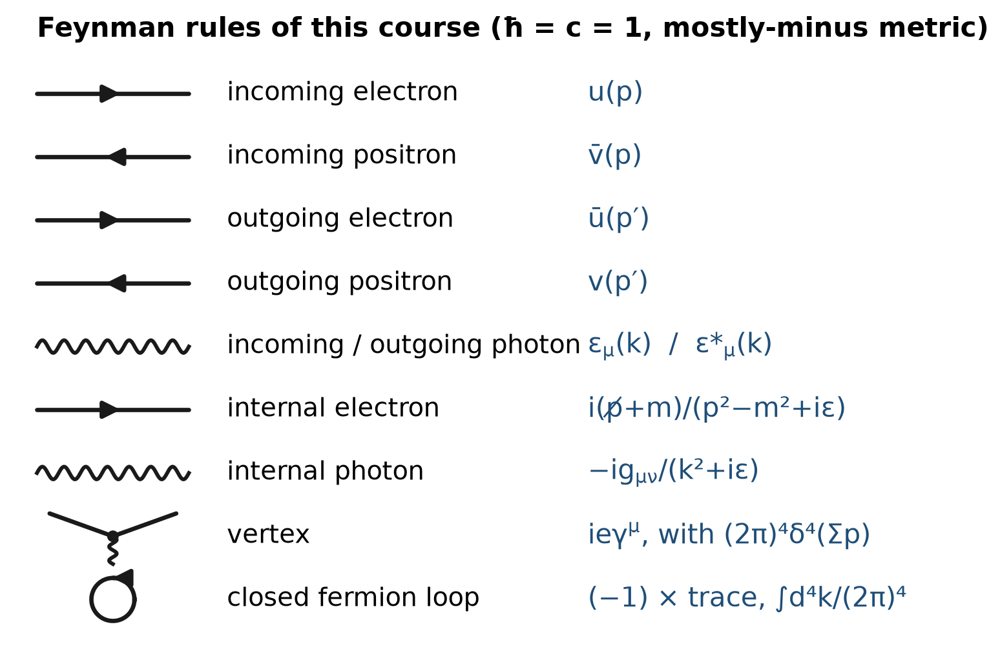 Feynman rules of this course (ħ = c = 1, mostly-minus metric)
incoming electron u(p)
incoming positron v̄(p)
outgoing electron ū(p′)
outgoing positron v(p′)
incoming / outgoing photon εμ(k) / ε*μ(k)
internal electron i(p̸+m)/(p²−m²+iε)
internal photon −igμν/(k²+iε)
vertex ieγᵘ, with (2π)⁴δ⁴(Σp)
closed fermion loop (−1) × trace, ∫d⁴k/(2π)⁴